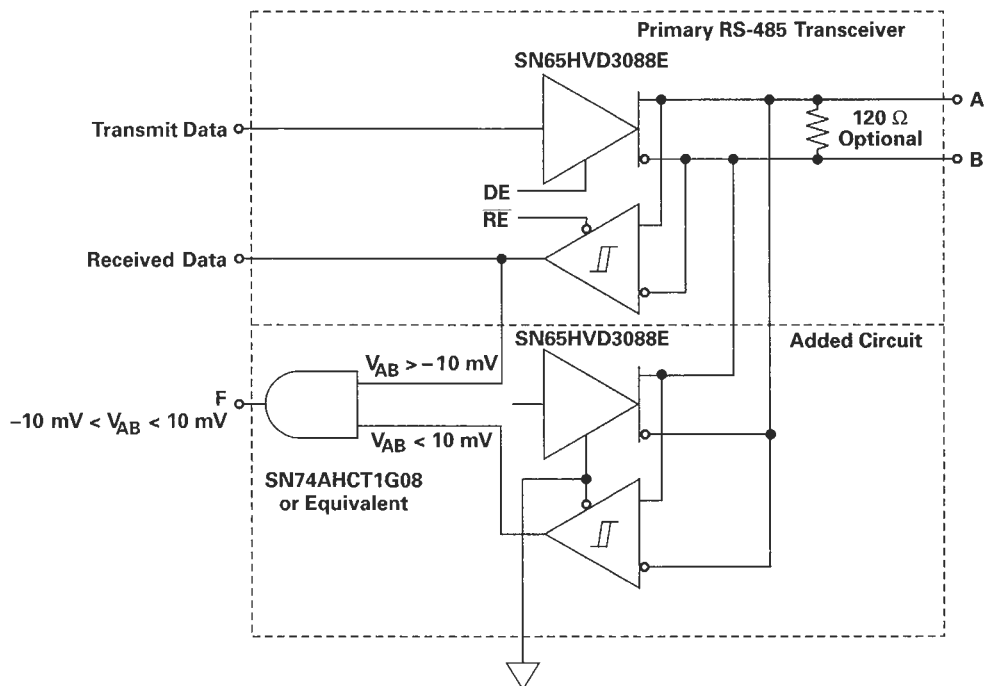 Primary RS-485 Transceiver
SN65HVD3088E
A
Transmit Data
120 Ω
Optional
B
DE
RE
Received Data
SN65HVD3088E
Added Circuit
V_AB > −10 mV
F
−10 mV < V_AB < 10 mV
V_AB < 10 mV
SN74AHCT1G08
or Equivalent